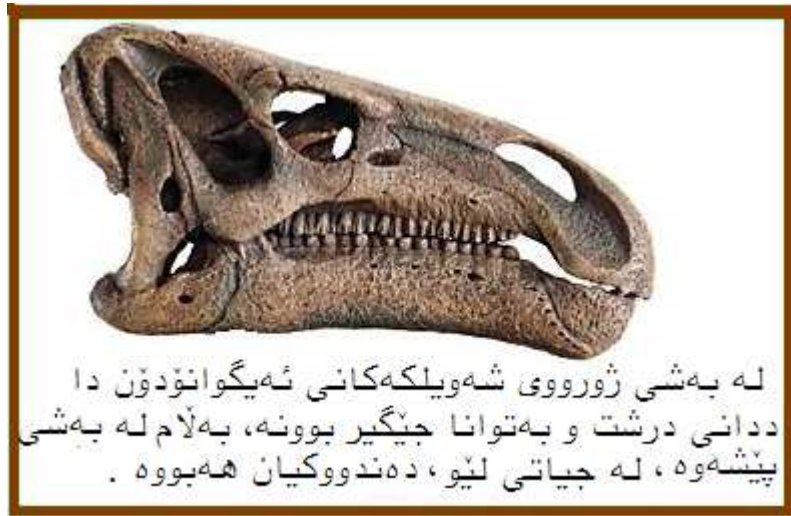 لە بەشی ژوررووی شەویلکەکانی ئەیگوانۆدۆن دا
ددانی درشت و بەتوانا جێگیر بوونە، بەڵام لە بەشی
پێشەوە، لە جیاتی لێو، دەندووکیان هەبووە .